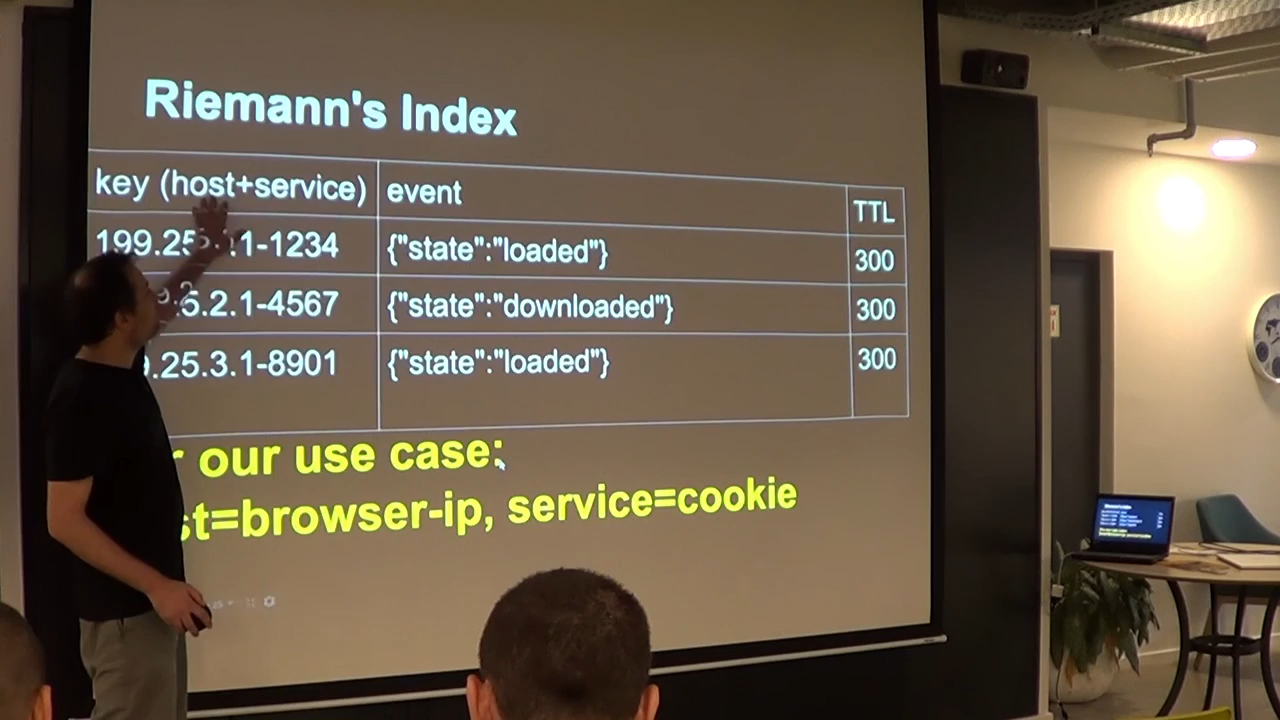 Riemann's Index
key (host+service) event TTL
{"state":"loaded"} 300
.5.2.1-4567 {"state":"downloaded"} 300
.25.3.1-8901 {"state":"loaded"} 300
our use case:
st=browser-ip, service=cookie